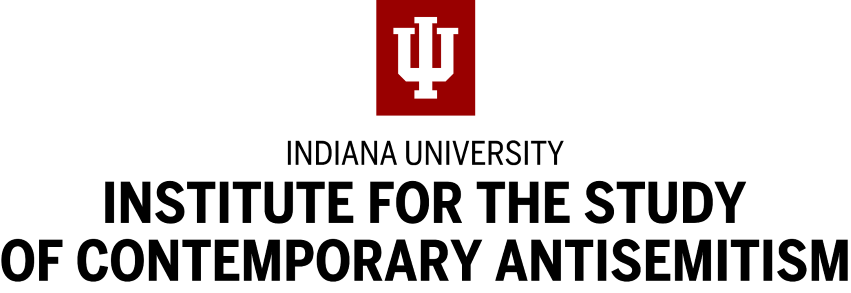 INDIANA UNIVERSITY
INSTITUTE FOR THE STUDY
OF CONTEMPORARY ANTISEMITISM